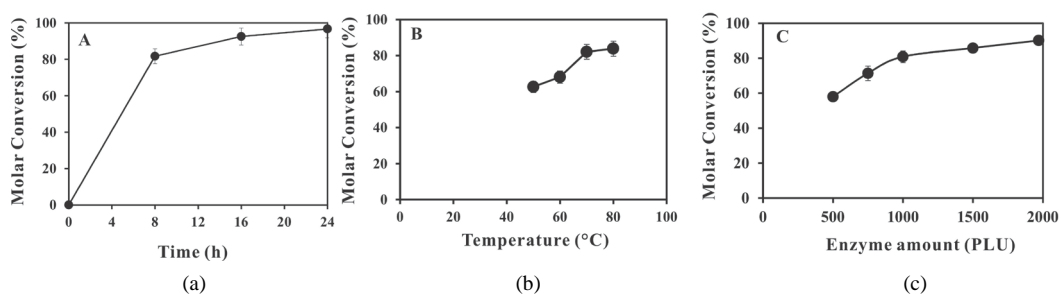 A
Molar Conversion (%)
100
80
60
40
20
0
0 4 8 12 16 20 24
Time (h)
(a)
B
Molar Conversion (%)
100
80
60
40
20
0
0 20 40 60 80 100
Temperature (°C)
(b)
C
Molar Conversion (%)
100
80
60
40
20
0
0 500 1000 1500 2000
Enzyme amount (PLU)
(c)